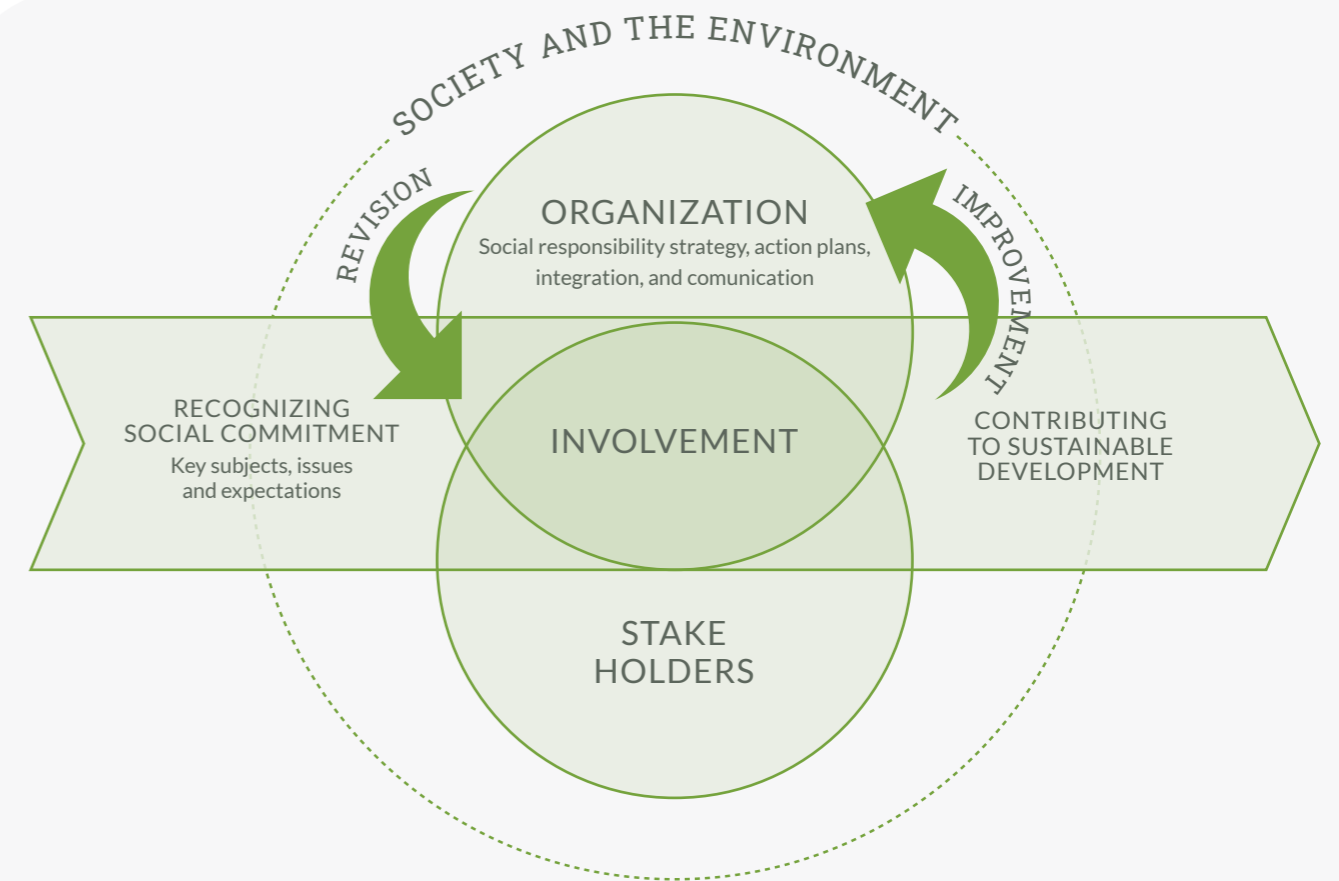 SOCIETY AND THE ENVIRONMENT
REVISION
IMPROVEMENT
ORGANIZATION
Social responsibility strategy, action plans,
integration, and comunication
RECOGNIZING
SOCIAL COMMITMENT
Key subjects, issues
and expectations
INVOLVEMENT
CONTRIBUTING
TO SUSTAINABLE
DEVELOPMENT
STAKE
HOLDERS